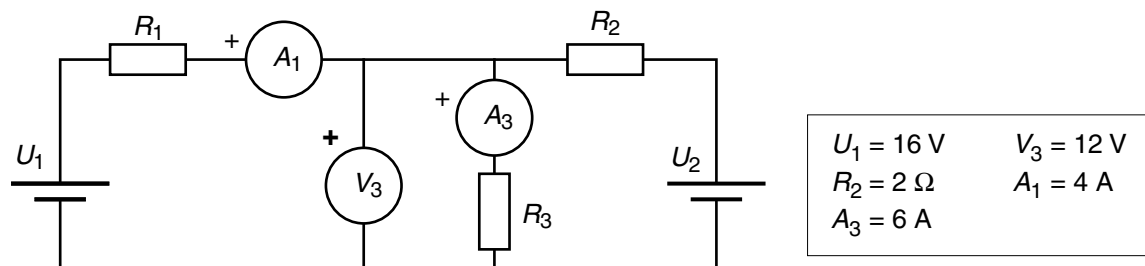 R1
+
A1
R2
+
A3
U1
+
V3
U2
R3
U1 = 16 V V3 = 12 V
R2 = 2 Ω A1 = 4 A
A3 = 6 A